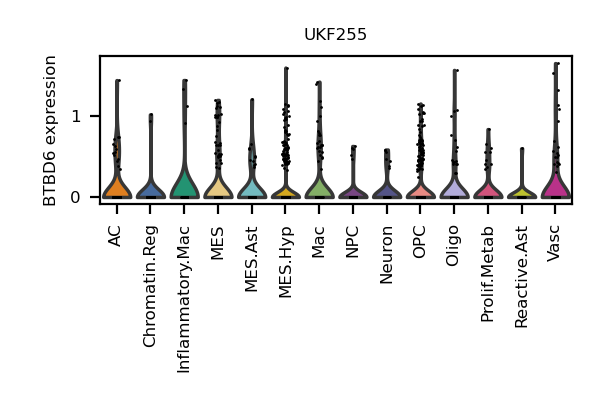 UKF255
BTBD6 expression
1
0
AC
Chromatin.Reg
Inflammatory.Mac
MES
MES.Ast
MES.Hyp
Mac
NPC
Neuron
OPC
Oligo
Prolif.Metab
Reactive.Ast
Vasc